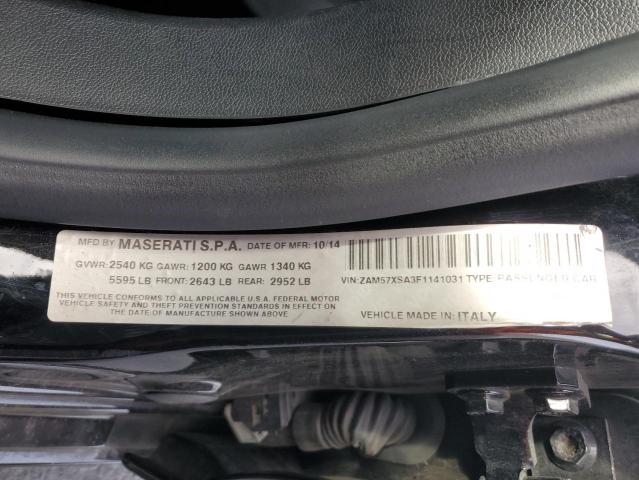 MFD BY MASERATI S.P.A. DATE OF MFR: 10/14
GVWR: 2540 KG GAWR: 1200 KG GAWR 1340 KG
5595 LB FRONT: 2643 LB REAR: 2952 LB
THIS VEHICLE CONFORMS TO ALL APPLICABLE U.S.A. FEDERAL MOTOR
VEHICLE SAFETY AND THEFT PREVENTION STANDARDS IN EFFECT ON
THE DATE OF MANUFACTURE SHOWN ABOVE
VIN: ZAM57XSA3F1141031 TYPE: PASSENGER CAR
VEHICLE MADE IN: ITALY